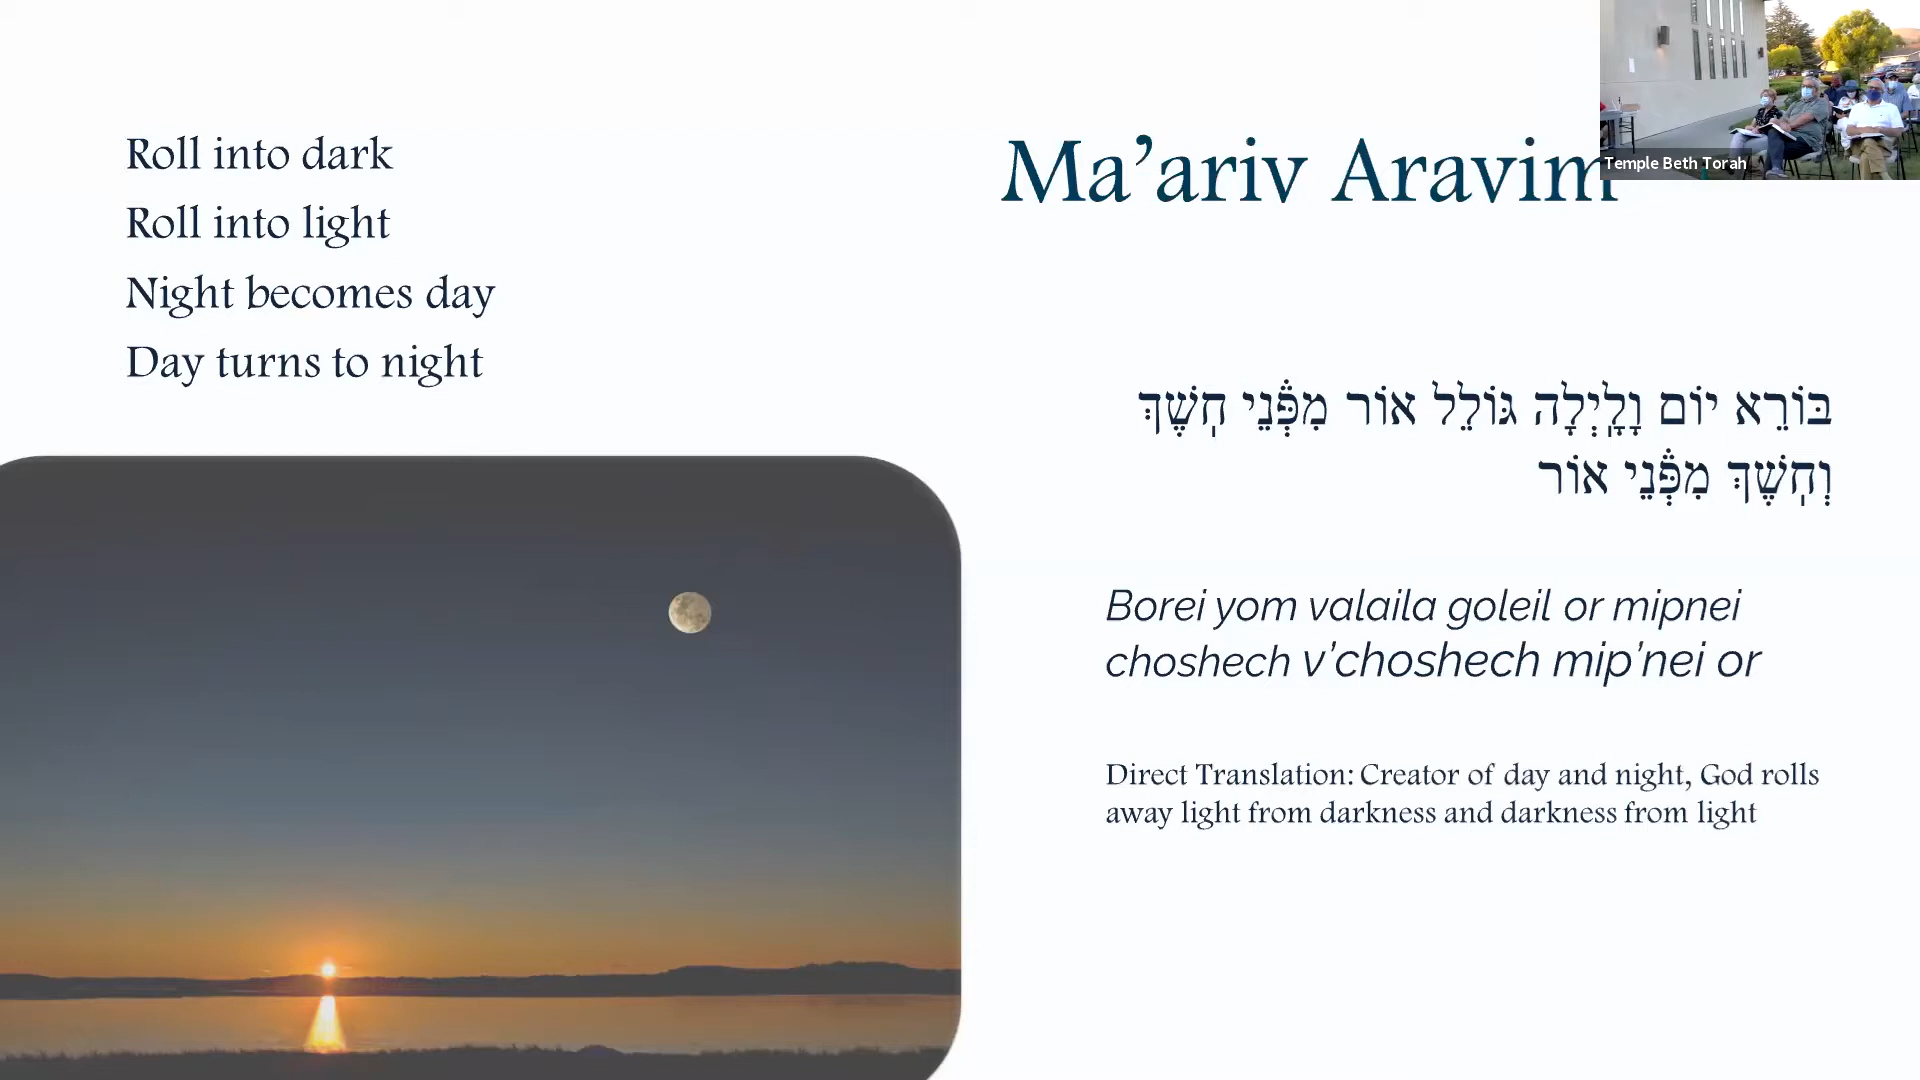 Roll into dark
Roll into light
Night becomes day
Day turns to night
Ma’ariv Aravim
בּוֹרֵא יוֹם וָלָֽיְלָה גּוֹלֵל אוֹר מִפְּ֒נֵי חֹֽשֶׁךְ
וְחֹֽשֶׁךְ מִפְּ֒נֵי אוֹר
Borei yom valaila goleil or mipnei
choshech v’choshech mip’nei or
Direct Translation: Creator of day and night, God rolls
away light from darkness and darkness from light
Temple Beth Torah